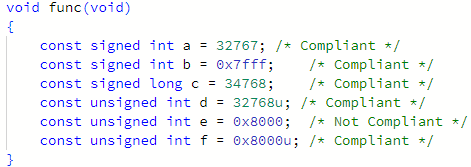 void func(void)
{
    const signed int a = 32767; /* Compliant */
    const signed int b = 0x7fff;    /* Compliant */
    const signed long c = 34768;    /* Compliant */
    const unsigned int d = 32768u; /* Compliant */
    const unsigned int e = 0x8000;  /* Not Compliant */
    const unsigned int f = 0x8000u; /* Compliant */
}